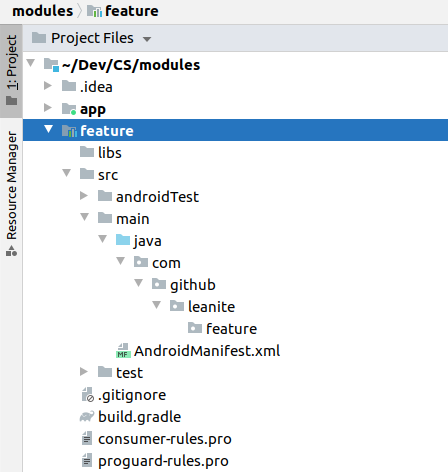 modules feature
1: Project
Resource Manager
Project Files
~/Dev/CS/modules
.idea
app
feature
libs
src
androidTest
main
java
com
github
leanite
feature
MF AndroidManifest.xml
test
.gitignore
build.gradle
consumer-rules.pro
proguard-rules.pro